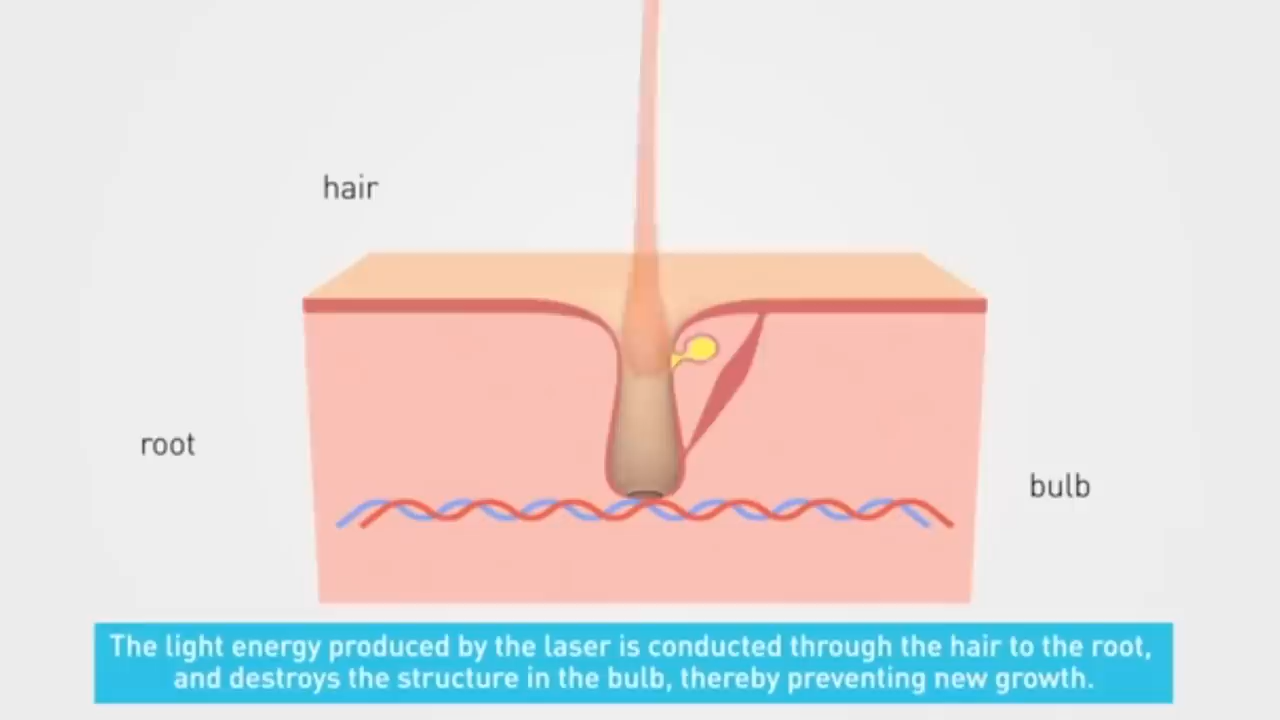 hair
root
bulb
The light energy produced by the laser is conducted through the hair to the root,
and destroys the structure in the bulb, thereby preventing new growth.